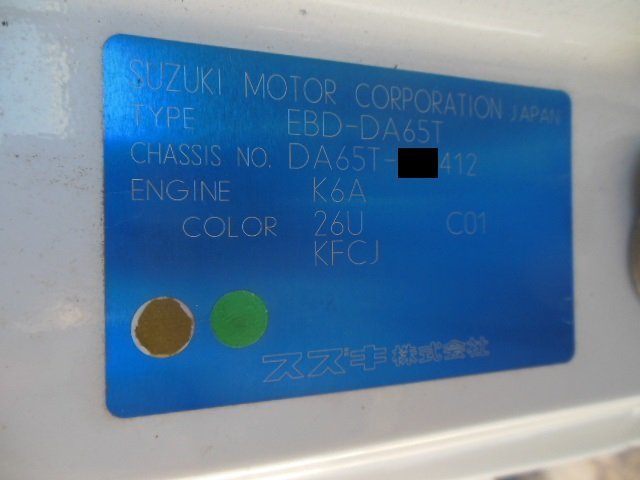 SUZUKI MOTOR CORPORATION JAPAN
TYPE EBD-DA65T
CHASSIS NO. DA65T-412
ENGINE K6A
COLOR 26U C01
KFCJ
スズキ株式会社